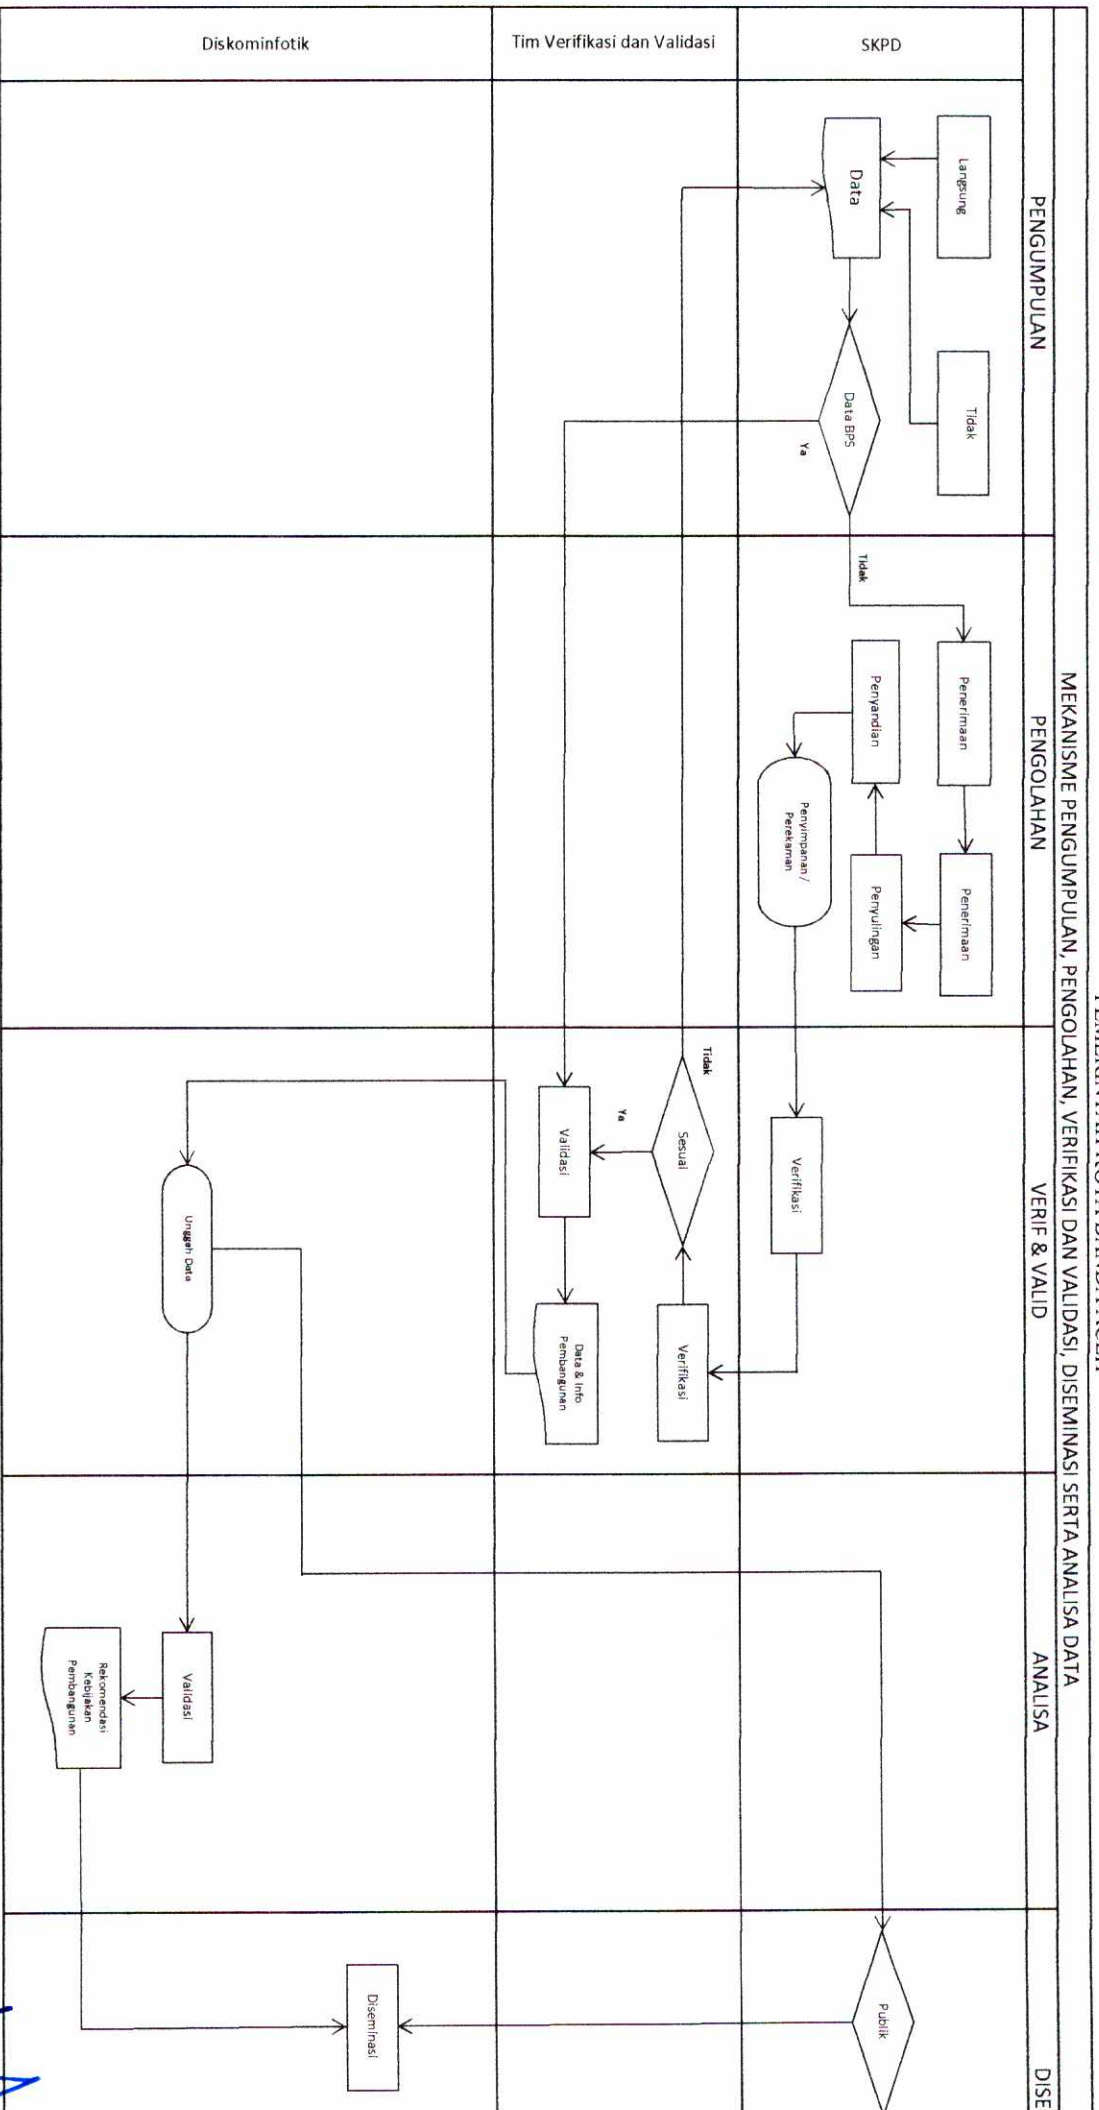 MEKANISME PENGUMPULAN, PENGOLAHAN, VERIFIKASI DAN VALIDASI, DISEMINASI SERTA ANALISA DATA
PENGUMPULAN
PENGOLAHAN
VERIF & VALID
ANALISA
DISE
SKPD
Langsung
Tidak
Data
Data BPS
Ya
Tidak
Penerimaan
Penerimaan
Penyandian
Penyulingan
Penyimpanan /
Perekaman
Verifikasi
Publik
Tim Verifikasi dan Validasi
Tidak
Sesuai
Verifikasi
Ya
Validasi
Data & Info
Pembangunan
Diskominfotik
Unggah Data
Validasi
Rekomendasi
Kebijakan
Pembangunan
Diseminasi